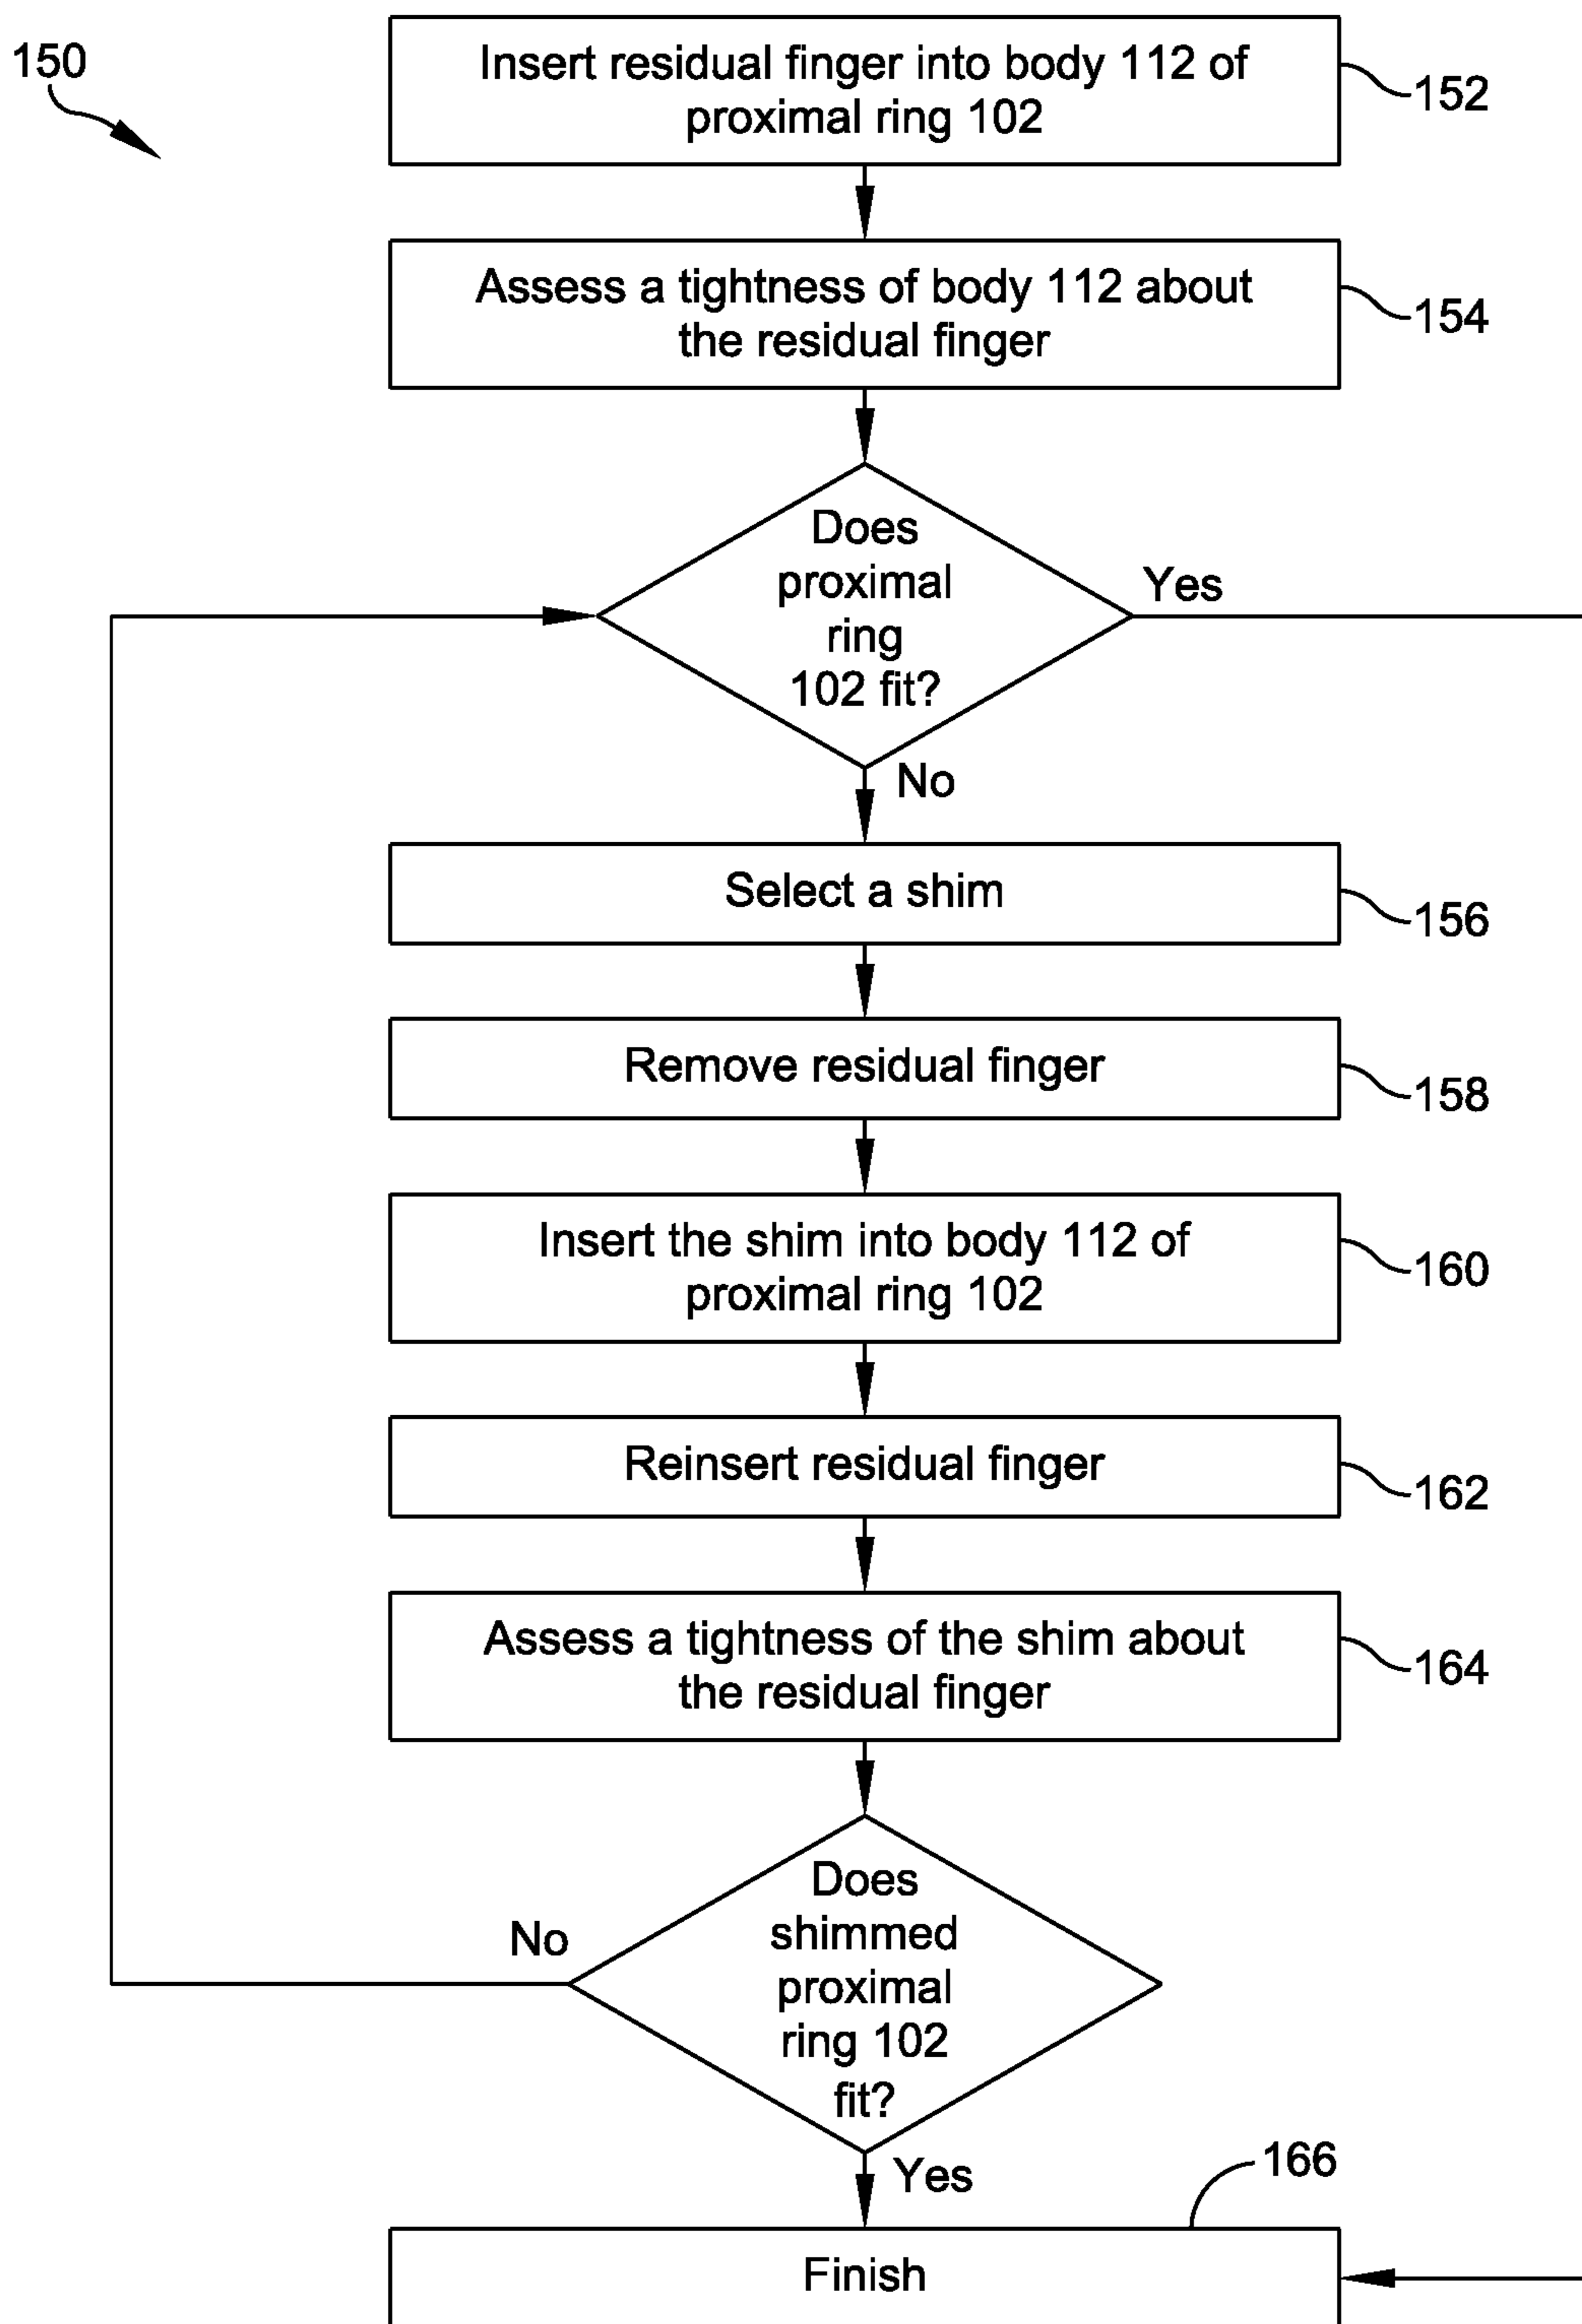 150
Insert residual finger into body 112 of
proximal ring 102
152
Assess a tightness of body 112 about
the residual finger
154
Does
proximal
ring
102 fit?
Yes
No
Select a shim
156
Remove residual finger
158
Insert the shim into body 112 of
proximal ring 102
160
Reinsert residual finger
162
Assess a tightness of the shim about
the residual finger
164
Does
shimmed
proximal
ring 102
fit?
No
Yes
166
Finish